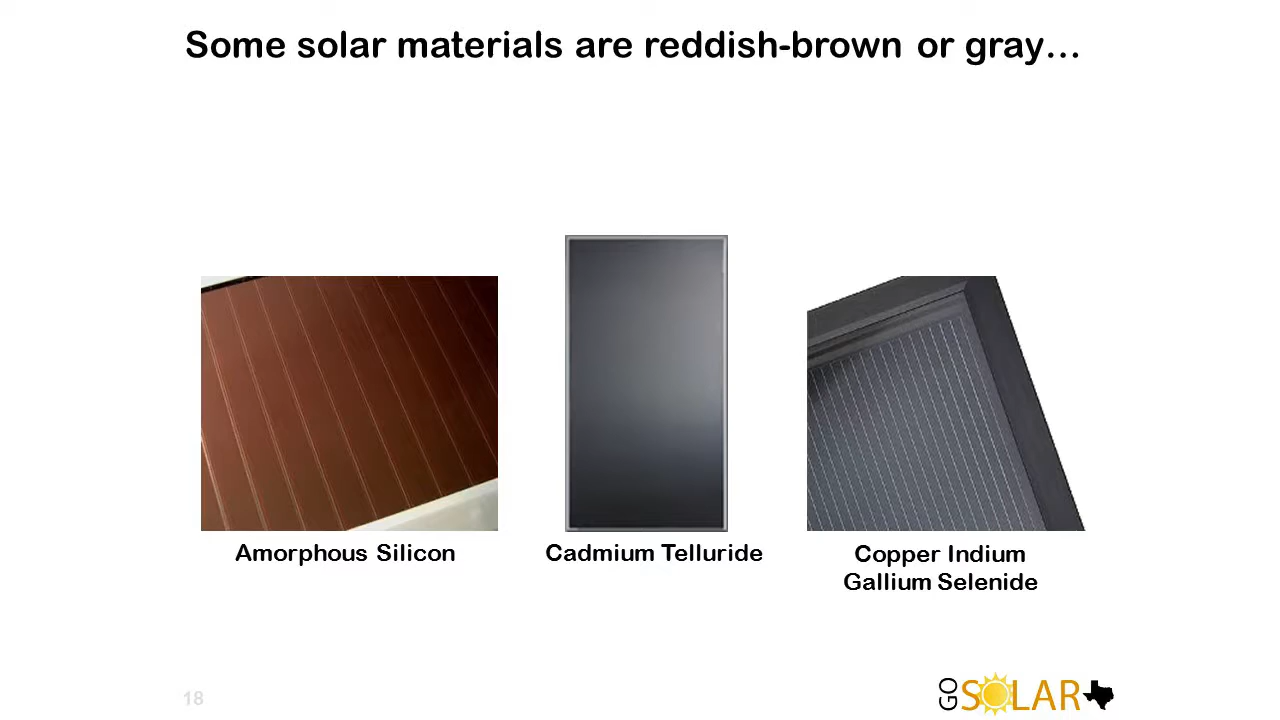 Some solar materials are reddish-brown or gray…
Amorphous Silicon
Cadmium Telluride
Copper Indium
Gallium Selenide
18
GO SOLAR